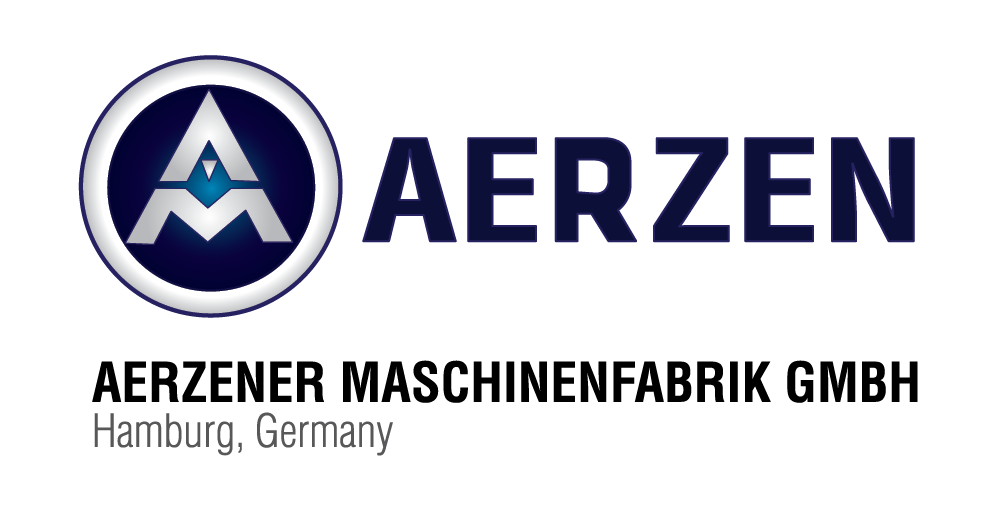 AERZEN
AERZENER MASCHINENFABRIK GMBH
Hamburg, Germany